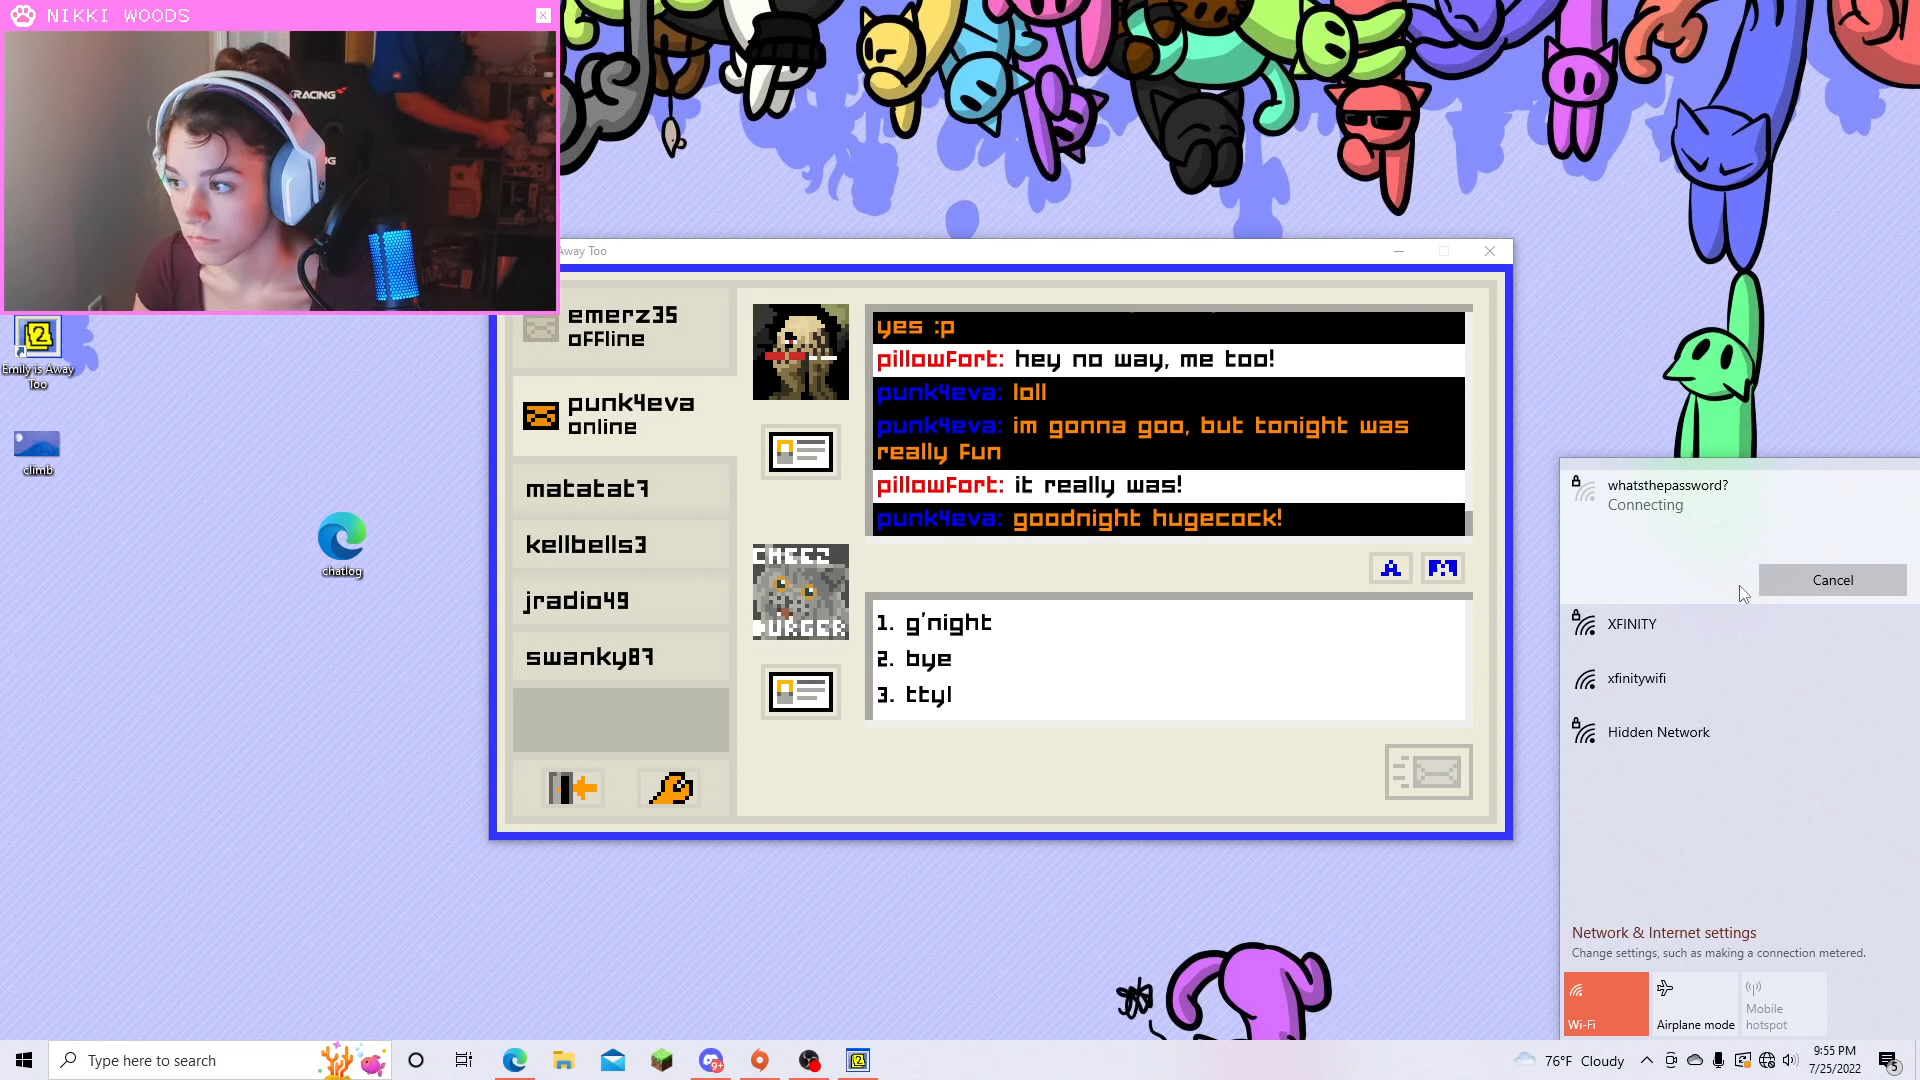 NIKKI WOODS
RACING
Away Too
emerz35
offline
punk4eva
online
matatat7
kellbells3
jradio49
swanky87
CHEEZ
BURGER
yes :p
pillowFort: hey no way, me too!
punk4eva: loll
punk4eva: im gonna goo, but tonight was
really Fun
pillowFort: it really was!
punk4eva: goodnight hugecock!
A
M
1. g'night
2. bye
3. ttyl
2
Emily is Away
Too
climb
chatlog
whatsthepassword?
Connecting
Cancel
XFINITY
xfinitywifi
Hidden Network
Network & Internet settings
Change settings, such as making a connection metered.
Wi-Fi
Airplane mode
Mobile
hotspot
Type here to search
9+
2
76°F Cloudy
9:55 PM
7/25/2022
5